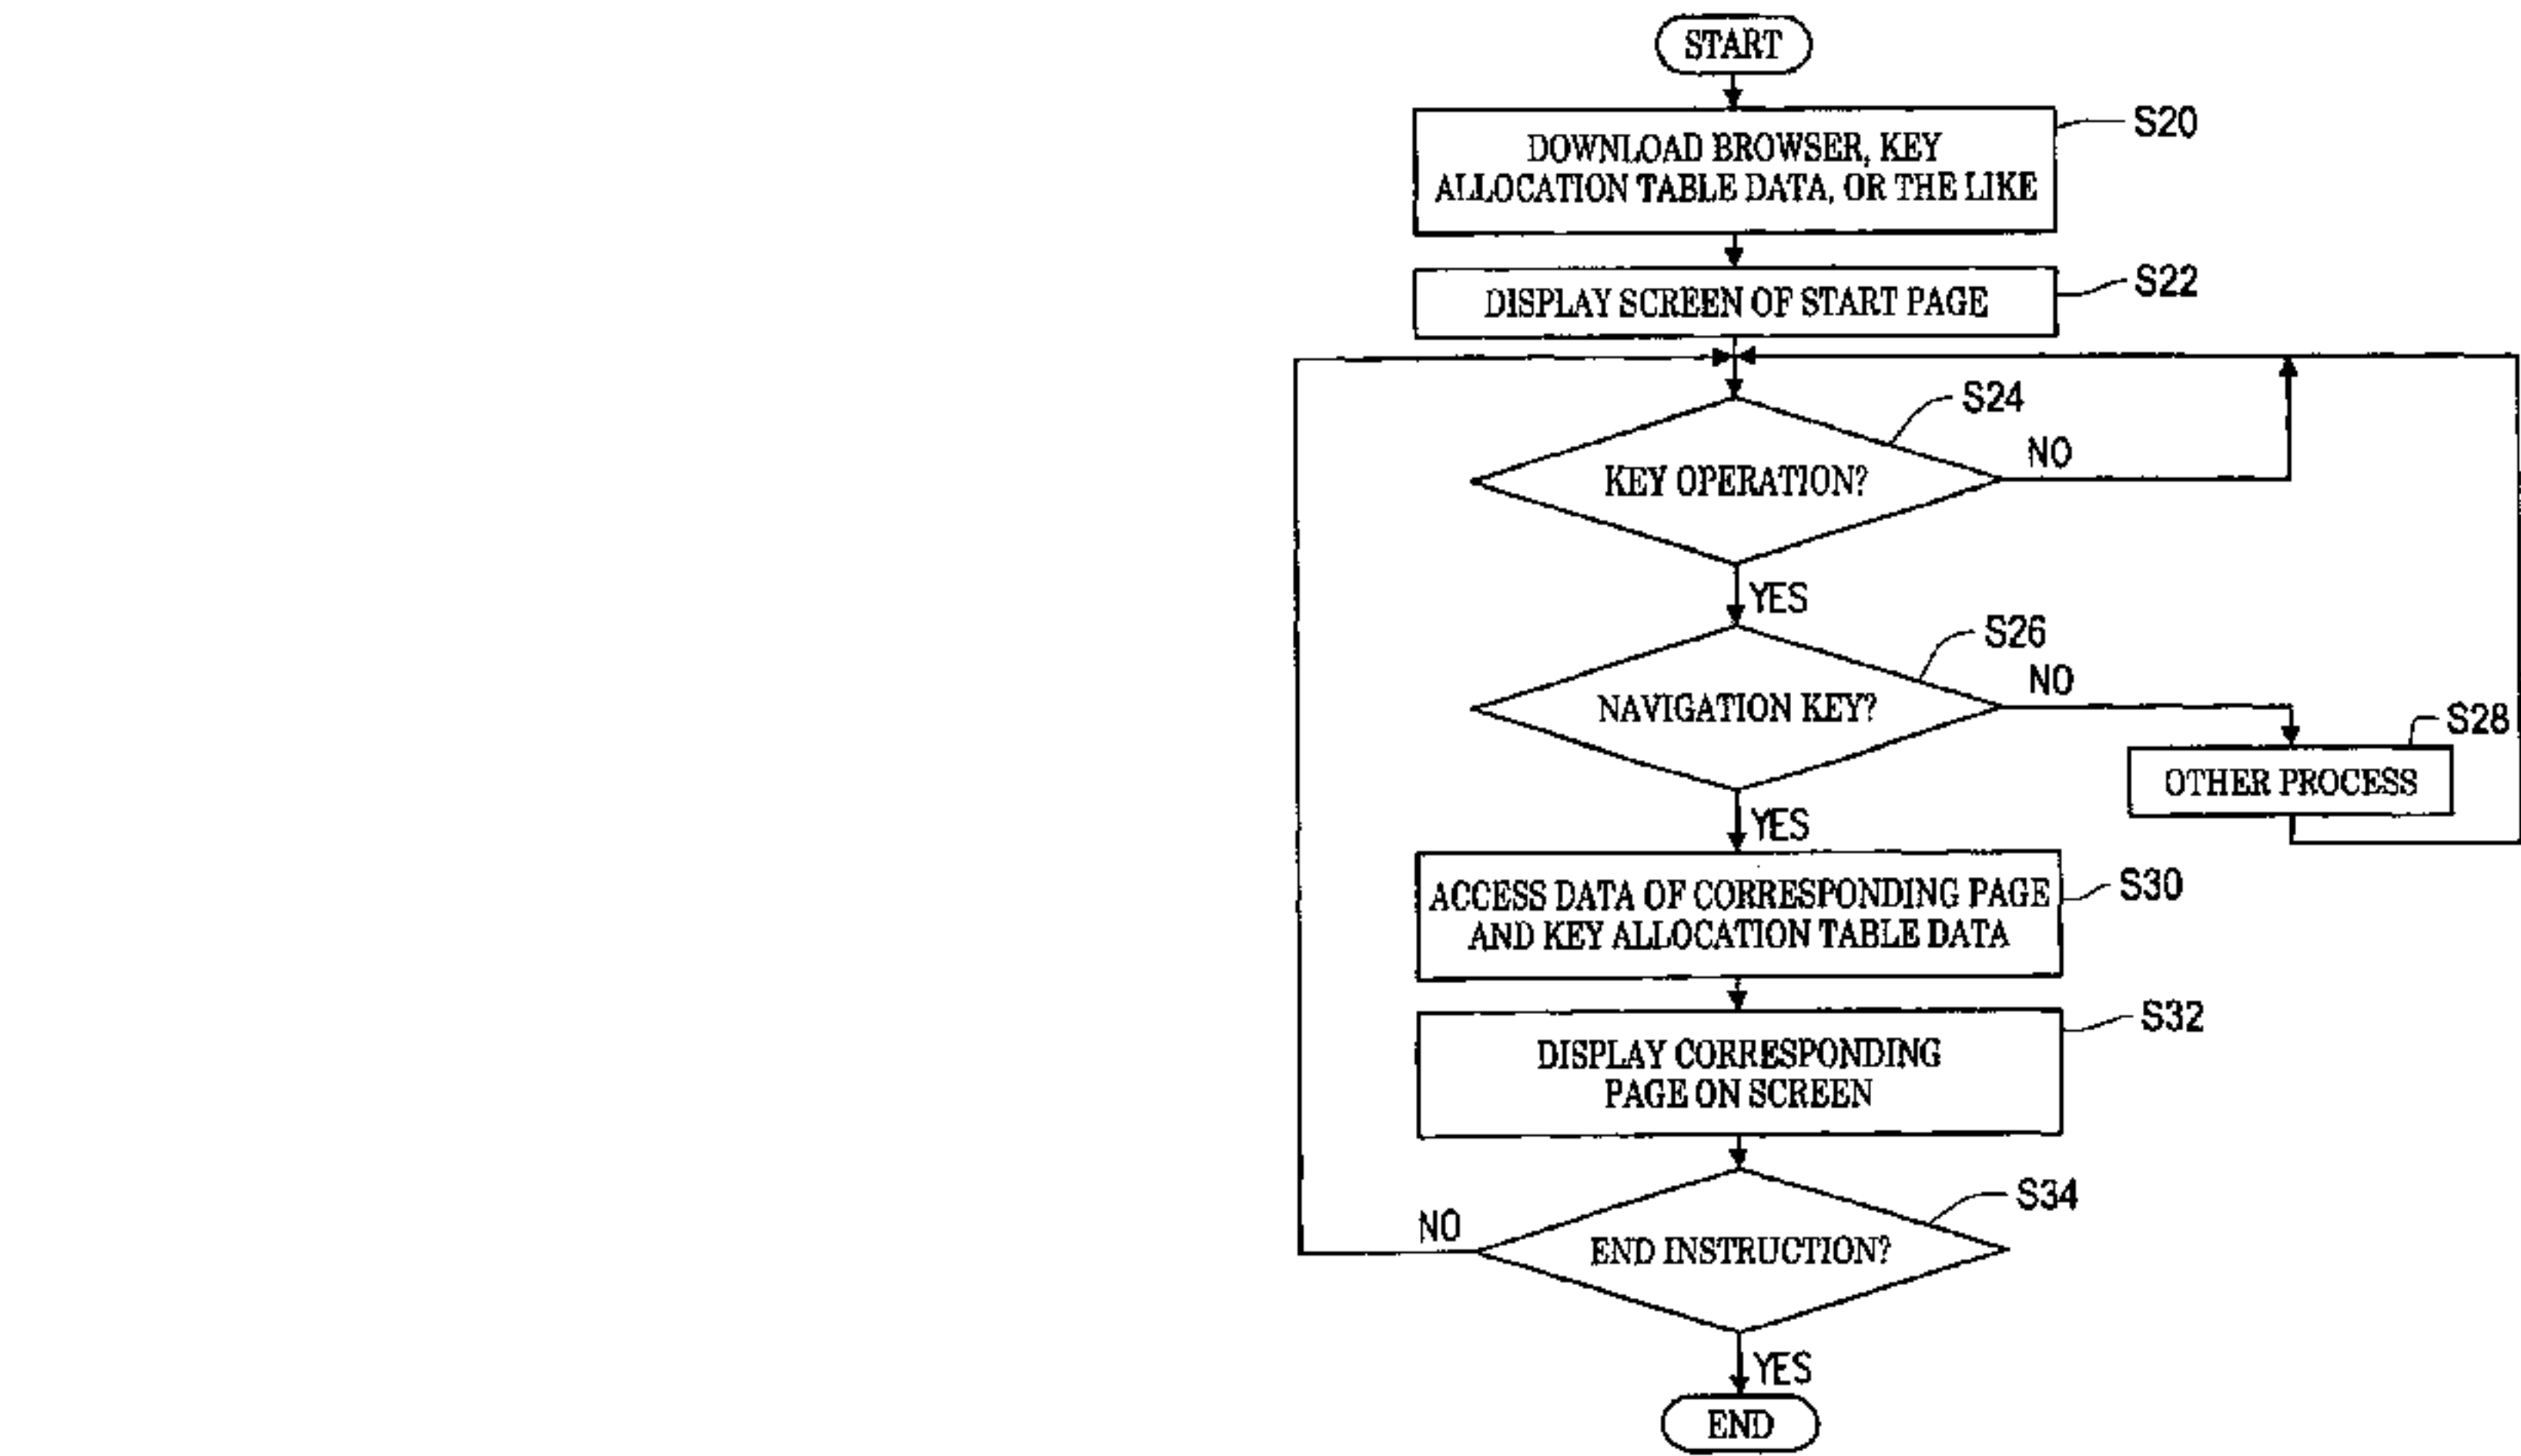 START
S20
DOWNLOAD BROWSER, KEY
ALLOCATION TABLE DATA, OR THE LIKE
S22
DISPLAY SCREEN OF START PAGE
S24
KEY OPERATION?
NO
YES
S26
NAVIGATION KEY?
NO
S28
OTHER PROCESS
YES
S30
ACCESS DATA OF CORRESPONDING PAGE
AND KEY ALLOCATION TABLE DATA
S32
DISPLAY CORRESPONDING
PAGE ON SCREEN
S34
NO
END INSTRUCTION?
YES
END